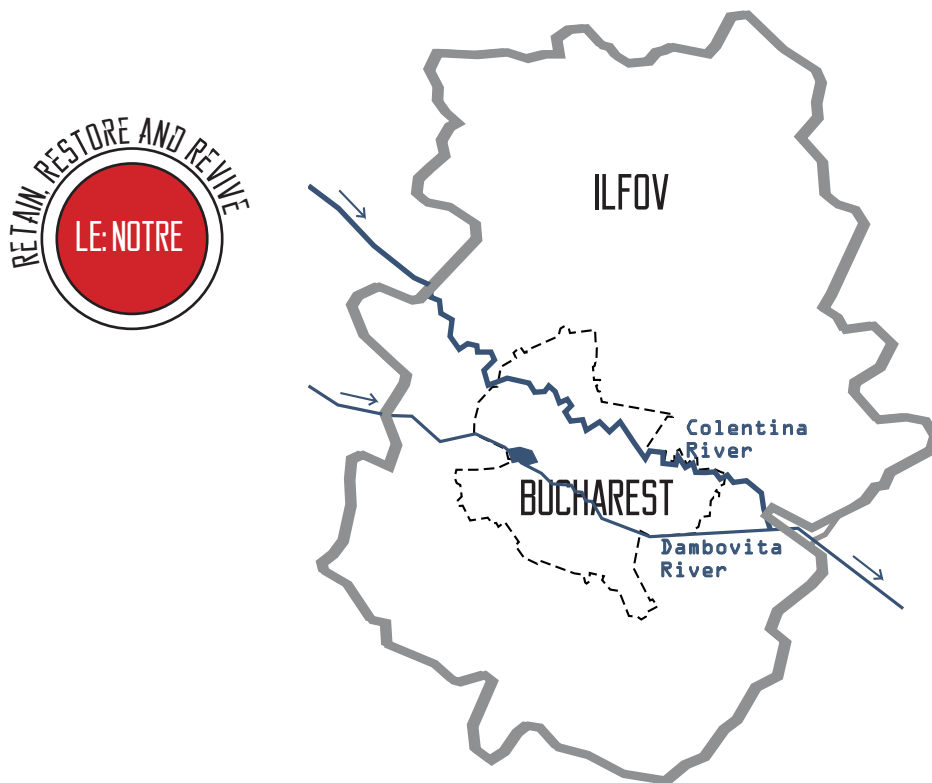 RETAIN, RESTORE AND REVIVE
LE:NOTRE
ILFOV
Colentina
River
BUCHAREST
Dambovita
River